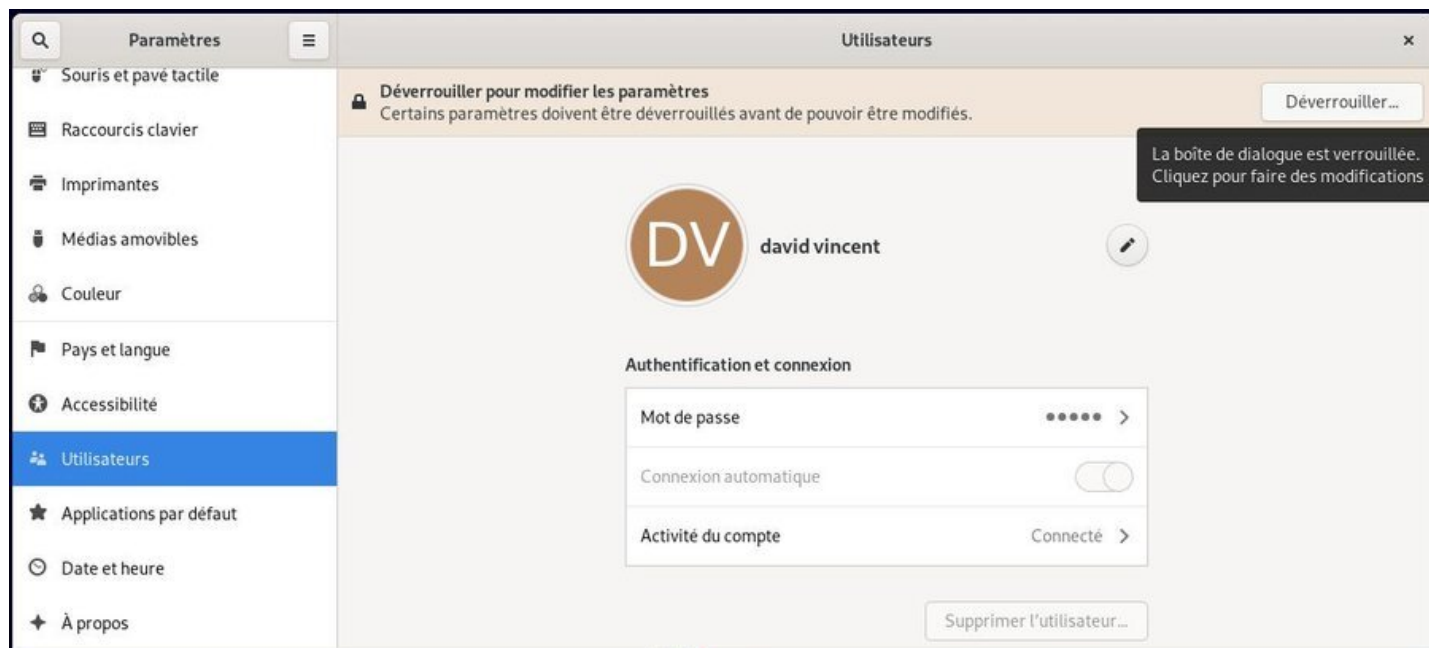 Paramètres
Utilisateurs
Souris et pavé tactile
Raccourcis clavier
Imprimantes
Médias amovibles
Couleur
Pays et langue
Accessibilité
Utilisateurs
Applications par défaut
Date et heure
À propos
Déverrouiller pour modifier les paramètres
Certains paramètres doivent être déverrouillés avant de pouvoir être modifiés.
Déverrouiller…
La boîte de dialogue est verrouillée.
Cliquez pour faire des modifications
DV
david vincent
Authentification et connexion
Mot de passe
Connexion automatique
Activité du compte
Connecté
Supprimer l'utilisateur…